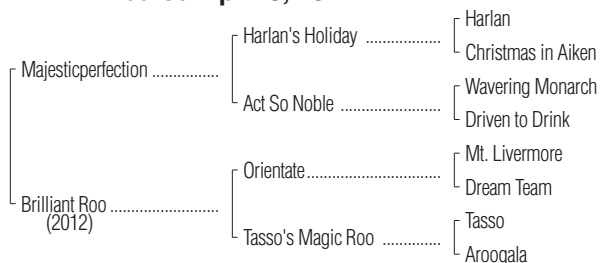 Harlan
Harlan's Holiday ..................
Christmas in Aiken
Majesticperfection ................
Wavering Monarch
Act So Noble ........................
Driven to Drink
Mt. Livermore
Orientate................................
Dream Team
Brilliant Roo ..........................
(2012)
Tasso
Tasso's Magic Roo ..............
Aroogala